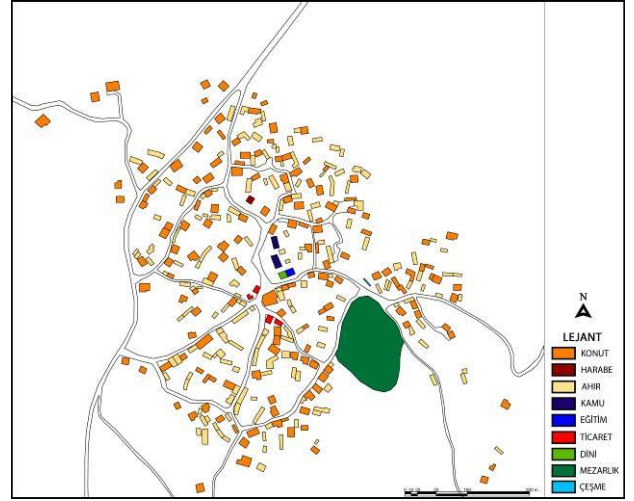 N
LEJANT
KONUT
HARABE
AHIR
KAMU
EĞİTİM
TİCARET
DİNİ
MEZARLIK
ÇEŞME